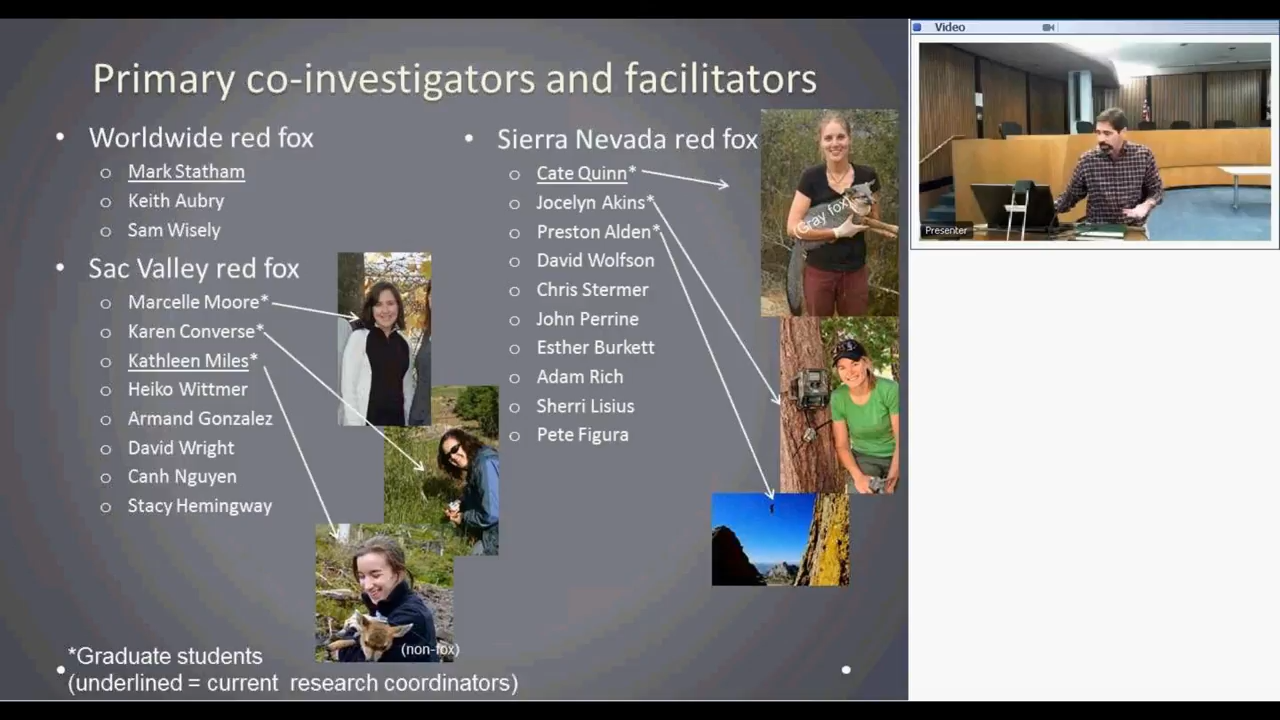 Primary co-investigators and facilitators
• Worldwide red fox
o Mark Statham
o Keith Aubry
o Sam Wisely
• Sac Valley red fox
o Marcelle Moore*
o Karen Converse*
o Kathleen Miles*
o Heiko Wittmer
o Armand Gonzalez
o David Wright
o Canh Nguyen
o Stacy Hemingway
• Sierra Nevada red fox
o Cate Quinn*
o Jocelyn Akins*
o Preston Alden*
o David Wolfson
o Chris Stermer
o John Perrine
o Esther Burkett
o Adam Rich
o Sherri Lisius
o Pete Figura
Gray fox
(non-fox)
*Graduate students
(underlined = current research coordinators)
Video
Presenter